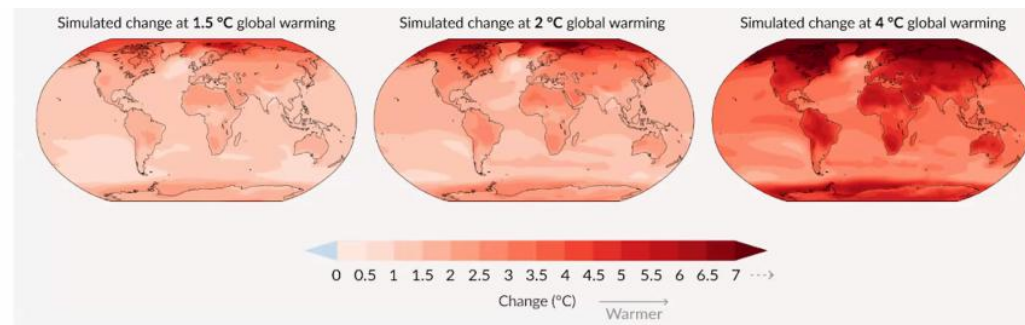 Simulated change at 1.5 °C global warming
Simulated change at 2 °C global warming
Simulated change at 4 °C global warming
0 0.5 1 1.5 2 2.5 3 3.5 4 4.5 5 5.5 6 6.5 7
Change (°C)
Warmer